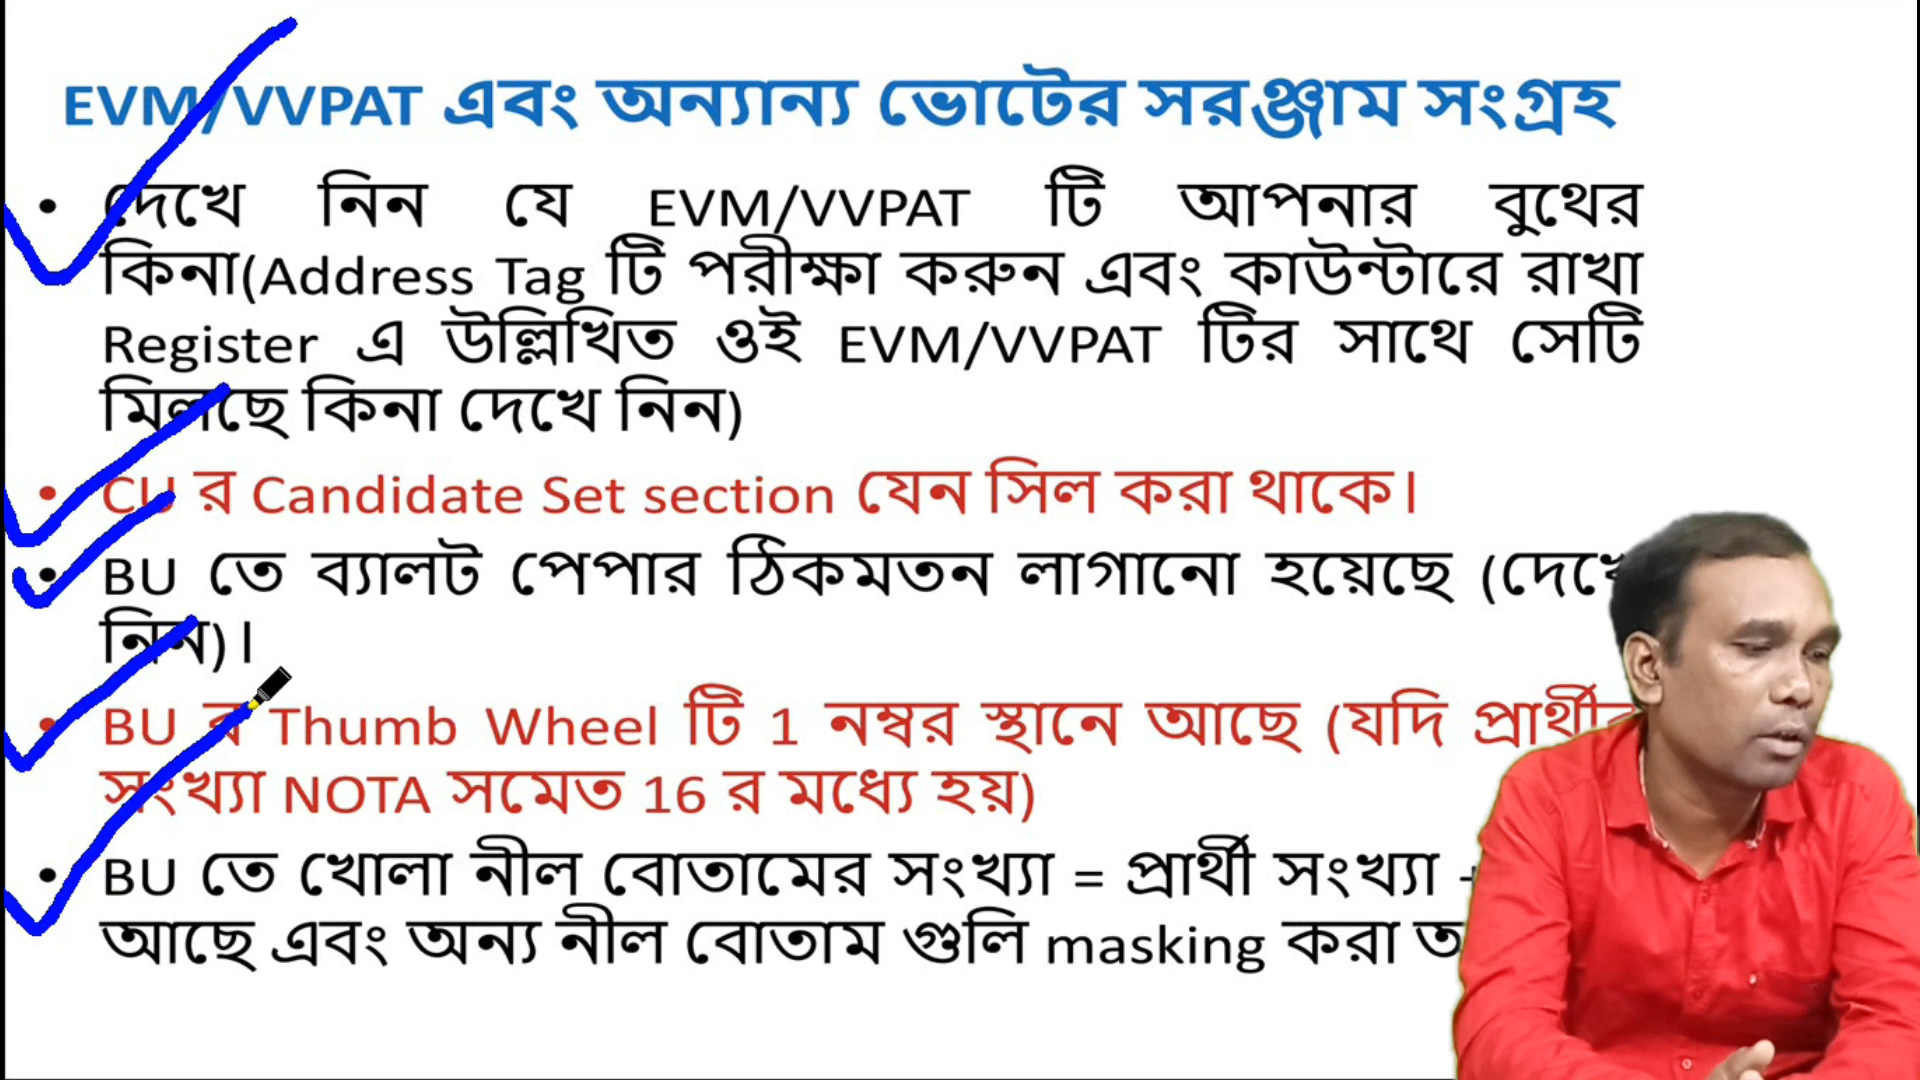 EVM/VVPAT এবং অন্যান্য ভোটের সরঞ্জাম সংগ্রহ
• দেখে নিন যে EVM/VVPAT টি আপনার বুথের
কিনা(Address Tag টি পরীক্ষা করুন এবং কাউন্টারে রাখা
Register এ উল্লিখিত ওই EVM/VVPAT টির সাথে সেটি
মিলছে কিনা দেখে নিন)
• CU র Candidate Set section যেন সিল করা থাকে।
• BU তে ব্যালট পেপার ঠিকমতন লাগানো হয়েছে (দেখে
নিন)।
• BU র Thumb Wheel টি 1 নম্বর স্থানে আছে (যদি প্রার্থীর
সংখ্যা NOTA সমেত 16 র মধ্যে হয়)
• BU তে খোলা নীল বোতামের সংখ্যা = প্রার্থী সংখ্যা
আছে এবং অন্য নীল বোতাম গুলি masking করা